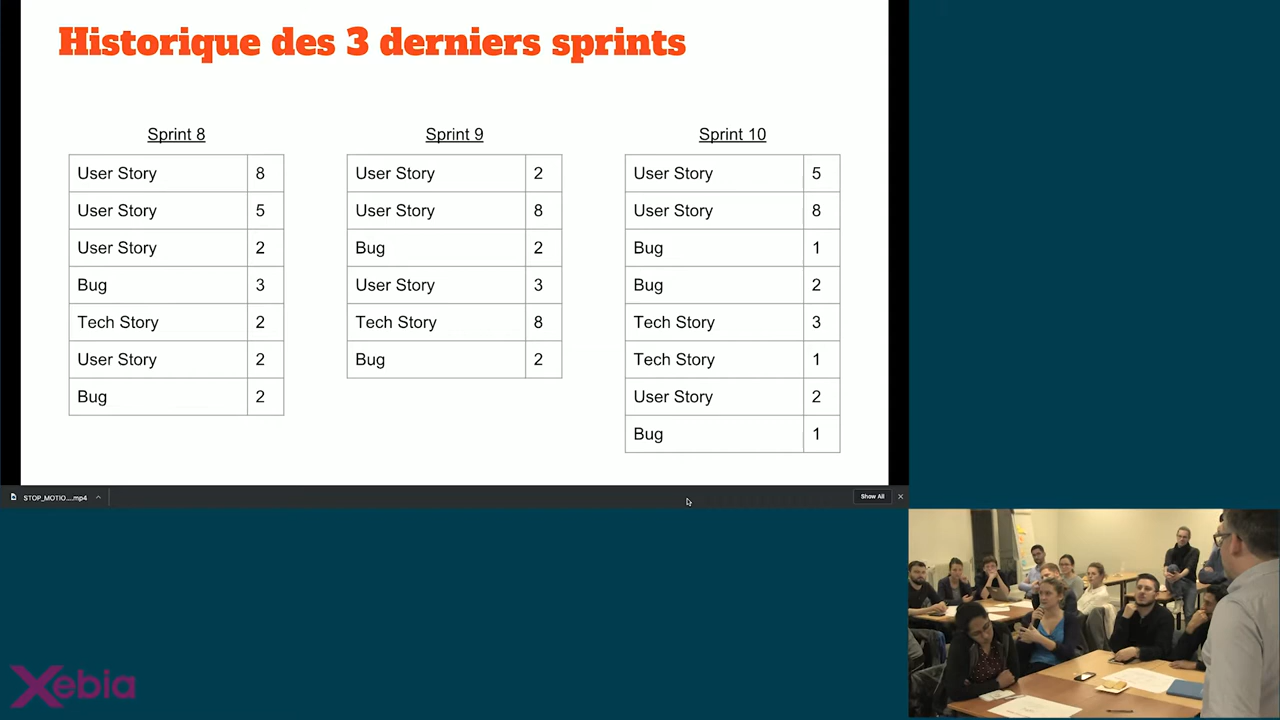 Historique des 3 derniers sprints
Sprint 8
User Story 8
User Story 5
User Story 2
Bug 3
Tech Story 2
User Story 2
Bug 2
Sprint 9
User Story 2
User Story 8
Bug 2
User Story 3
Tech Story 8
Bug 2
Sprint 10
User Story 5
User Story 8
Bug 1
Bug 2
Tech Story 3
Tech Story 1
User Story 2
Bug 1
STOP_MOTIO....mp4
Show All
Xebia